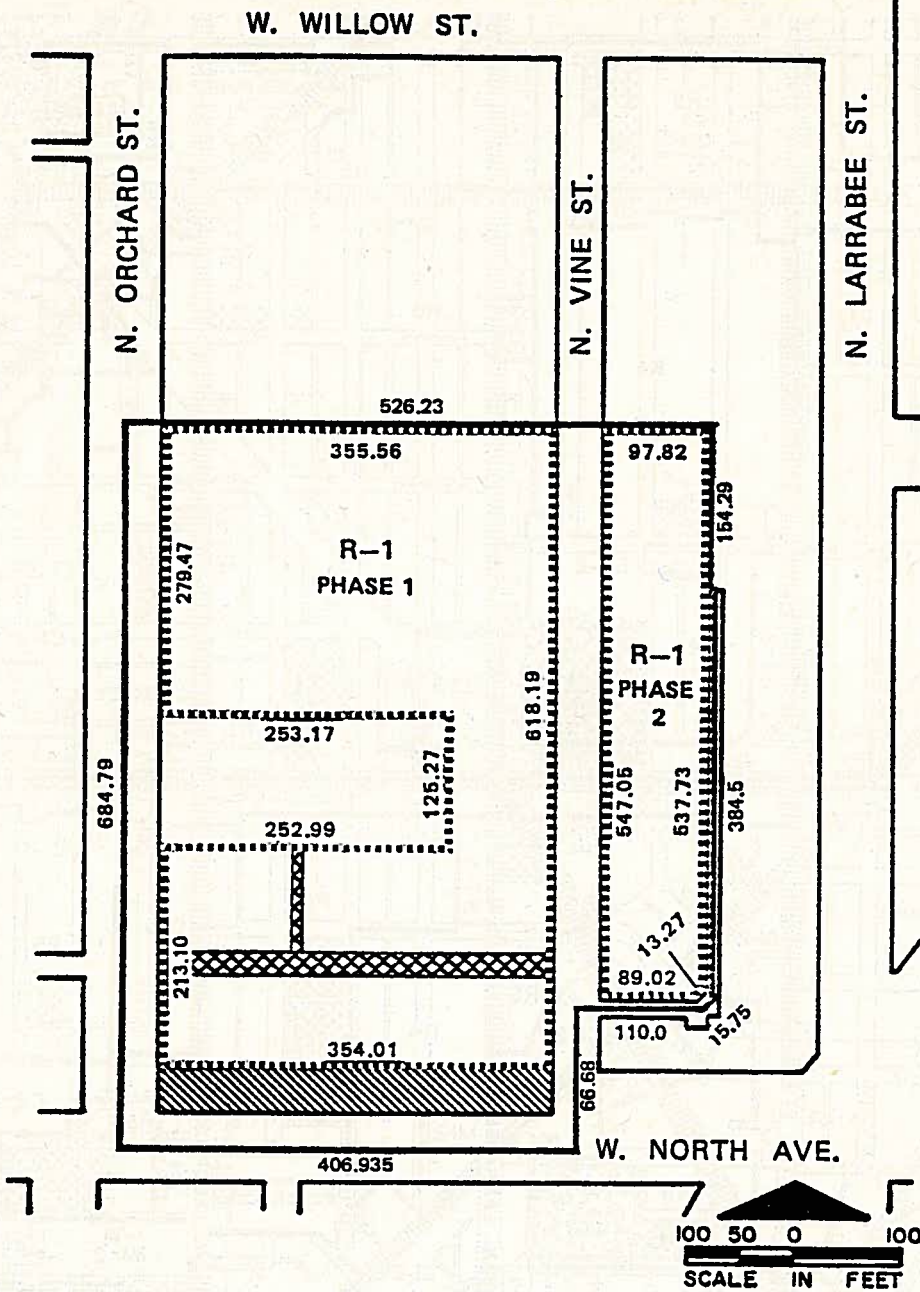 W. WILLOW ST.
N. ORCHARD ST.
N. VINE ST.
N. LARRABEE ST.
526.23
355.56
97.82
154.29
279.47
R-1
PHASE 1
R-1
PHASE
2
253.17
125.27
618.19
684.79
547.05
537.73
384.5
252.99
213.10
13.27
89.02
15.75
110.0
354.01
66.68
W. NORTH AVE.
406.935
100 50 0 100
SCALE IN FEET